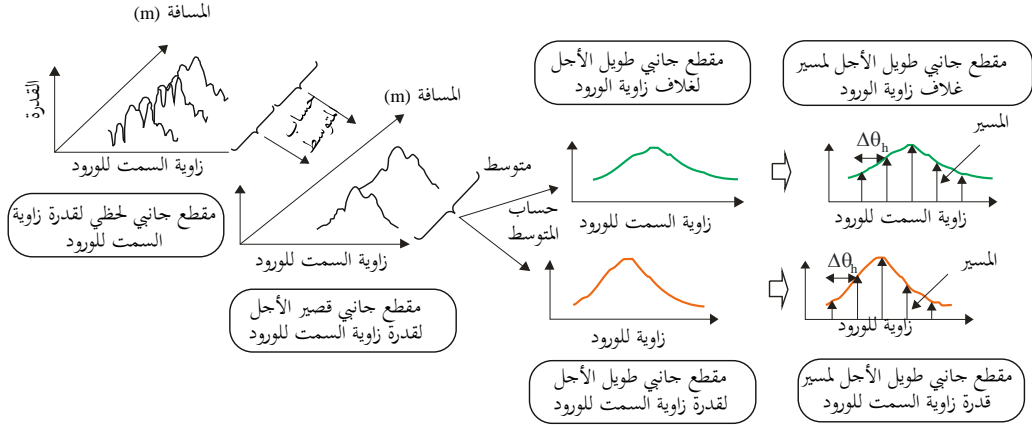 المسافة (m)
القدرة
زاوية السمت للورود
مقطع جانبي لحظي لقدرة زاوية
السمت للورود
حساب
المتوسط
المسافة (m)
زاوية السمت للورود
مقطع جانبي قصير الأجل
لقدرة زاوية السمت للورود
متوسط
حساب
المتوسط
مقطع جانبي طويل الأجل
لغلاف زاوية الورود
زاوية السمت للورود
زاوية للورود
مقطع جانبي طويل الأجل
لقدرة زاوية السمت للورود
مقطع جانبي طويل الأجل لمسير
غلاف زاوية الورود
المسير
Δθh
زاوية السمت للورود
المسير
Δθh
زاوية للورود
مقطع جانبي طويل الأجل لمسير
قدرة زاوية السمت للورود